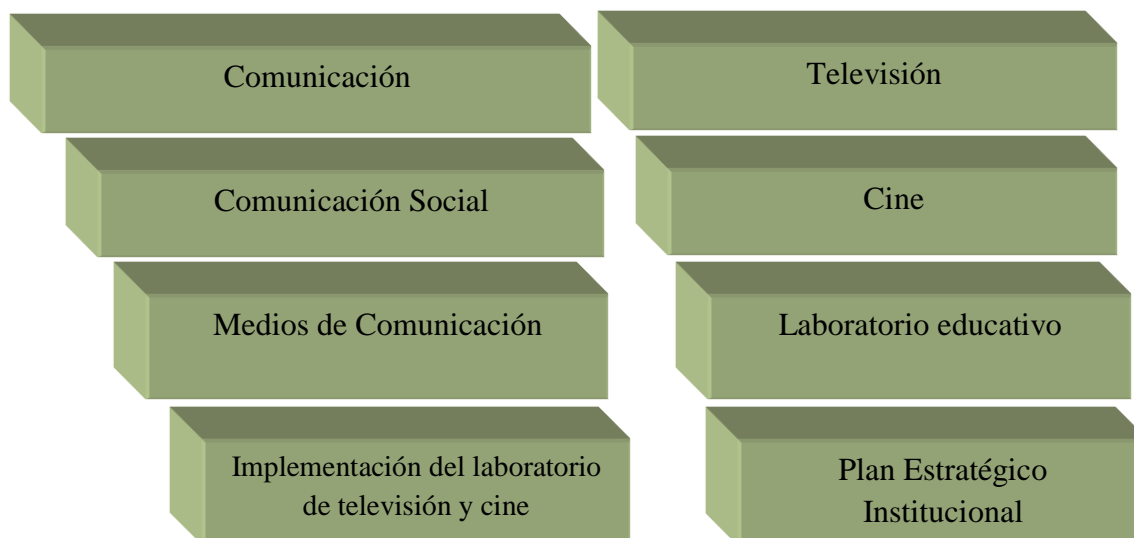 Comunicación
Comunicación Social
Medios de Comunicación
Implementación del laboratorio
de televisión y cine
Televisión
Cine
Laboratorio educativo
Plan Estratégico
Institucional